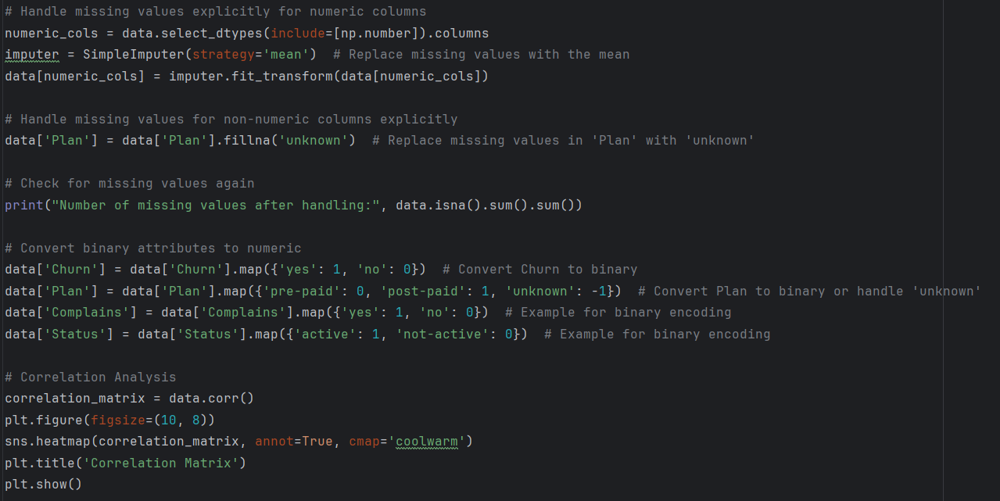 # Handle missing values explicitly for numeric columns
numeric_cols = data.select_dtypes(include=[np.number]).columns
imputer = SimpleImputer(strategy='mean')  # Replace missing values with the mean
data[numeric_cols] = imputer.fit_transform(data[numeric_cols])
# Handle missing values for non-numeric columns explicitly
data['Plan'] = data['Plan'].fillna('unknown')  # Replace missing values in 'Plan' with 'unknown'
# Check for missing values again
print("Number of missing values after handling:", data.isna().sum().sum())
# Convert binary attributes to numeric
data['Churn'] = data['Churn'].map({'yes': 1, 'no': 0})  # Convert Churn to binary
data['Plan'] = data['Plan'].map({'pre-paid': 0, 'post-paid': 1, 'unknown': -1})  # Convert Plan to binary or handle 'unknown'
data['Complains'] = data['Complains'].map({'yes': 1, 'no': 0})  # Example for binary encoding
data['Status'] = data['Status'].map({'active': 1, 'not-active': 0})  # Example for binary encoding
# Correlation Analysis
correlation_matrix = data.corr()
plt.figure(figsize=(10, 8))
sns.heatmap(correlation_matrix, annot=True, cmap='coolwarm')
plt.title('Correlation Matrix')
plt.show()